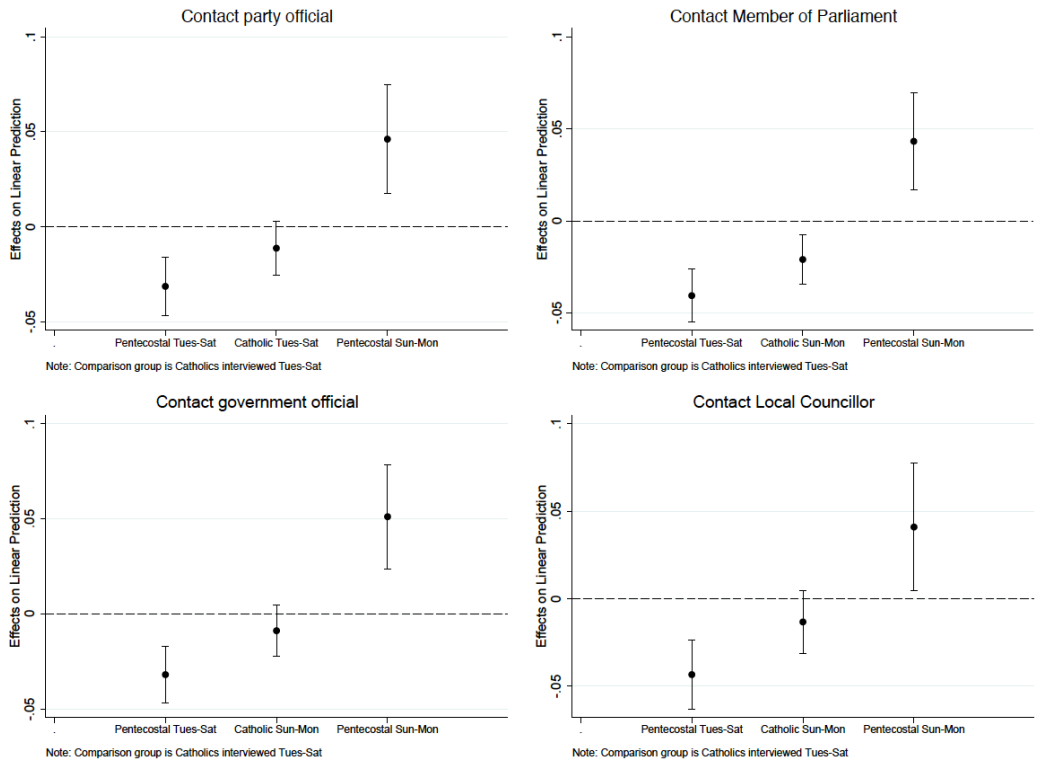 Contact party official
Effects on Linear Prediction
.1
.05
0
-.05
. Pentecostal Tues-Sat Catholic Tues-Sat Pentecostal Sun-Mon
Note: Comparison group is Catholics interviewed Tues-Sat
Contact Member of Parliament
Effects on Linear Prediction
.1
.05
0
-.05
. Pentecostal Tues-Sat Catholic Sun-Mon Pentecostal Sun-Mon
Note: Comparison group is Catholics interviewed Tues-Sat
Contact government official
Effects on Linear Prediction
.1
.05
0
-.05
. Pentecostal Tues-Sat Catholic Sun-Mon Pentecostal Sun-Mon
Note: Comparison group is Catholics interviewed Tues-Sat
Contact Local Councillor
Effects on Linear Prediction
.1
.05
0
-.05
. Pentecostal Tues-Sat Catholic Sun-Mon Pentecostal Sun-Mon
Note: Comparison group is Catholics interviewed Tues-Sat